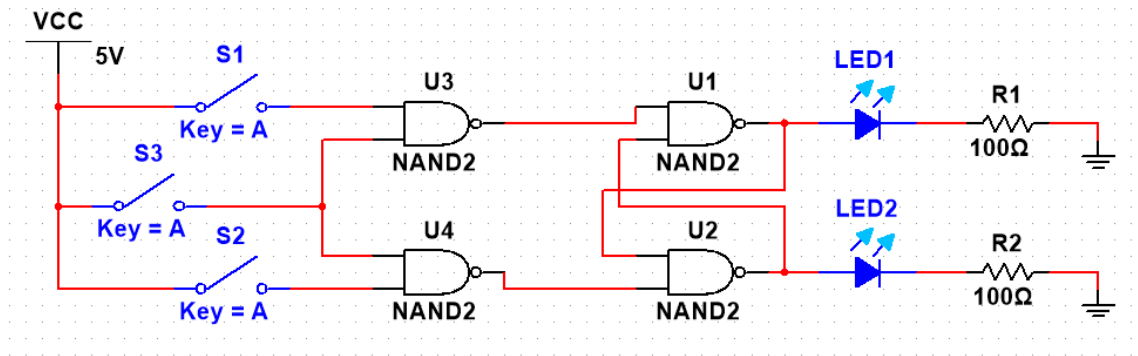 VCC
5V
S1
Key = A
S3
Key = A
S2
Key = A
U3
NAND2
U4
NAND2
U1
NAND2
U2
NAND2
LED1
R1
100Ω
LED2
R2
100Ω